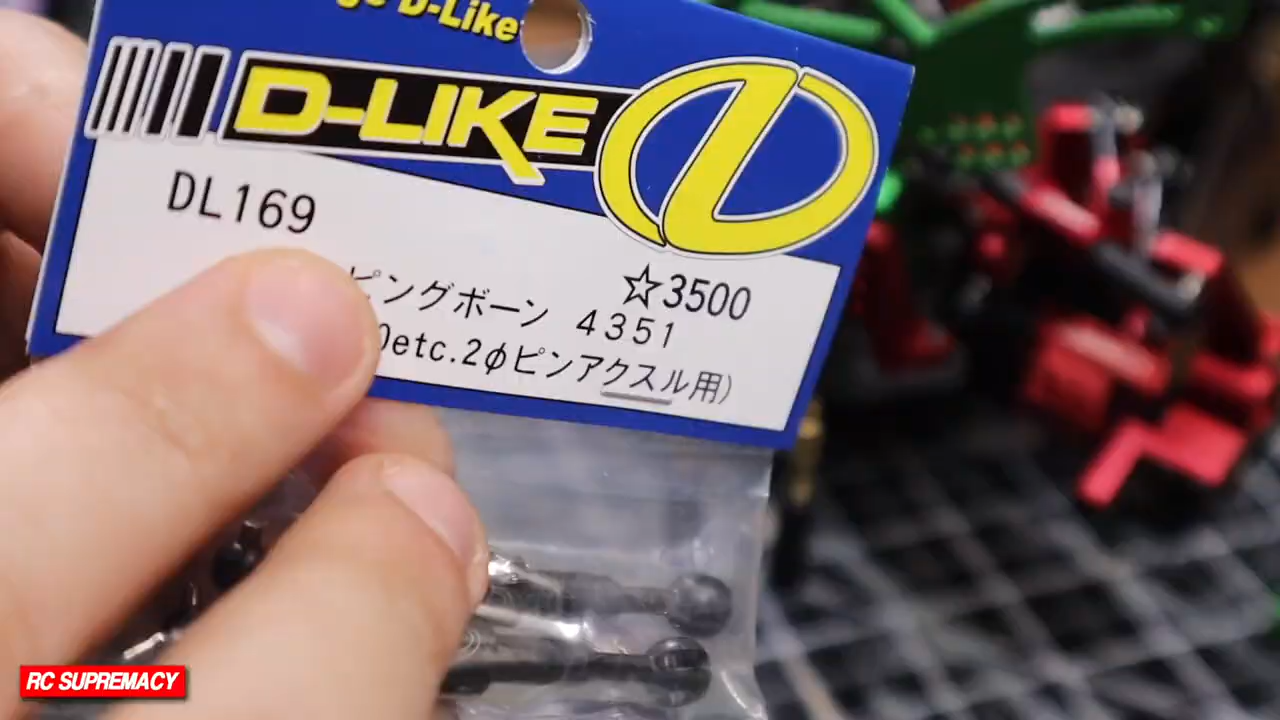 D-Like
D-LIKE
DL169
☆3500
ピングボーン 4351
etc.2φピンアクスル用)
RC SUPREMACY